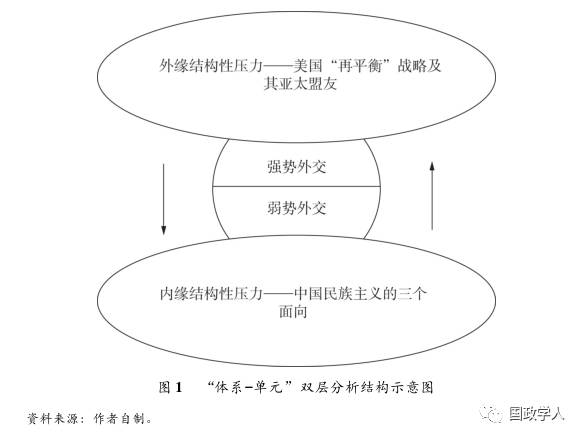 外缘结构性压力——美国“再平衡”战略及
其亚太盟友
强势外交
弱势外交
内缘结构性压力——中国民族主义的三个
面向
图 1 “体系-单元”双层分析结构示意图
资料来源：作者自制。
国政学人